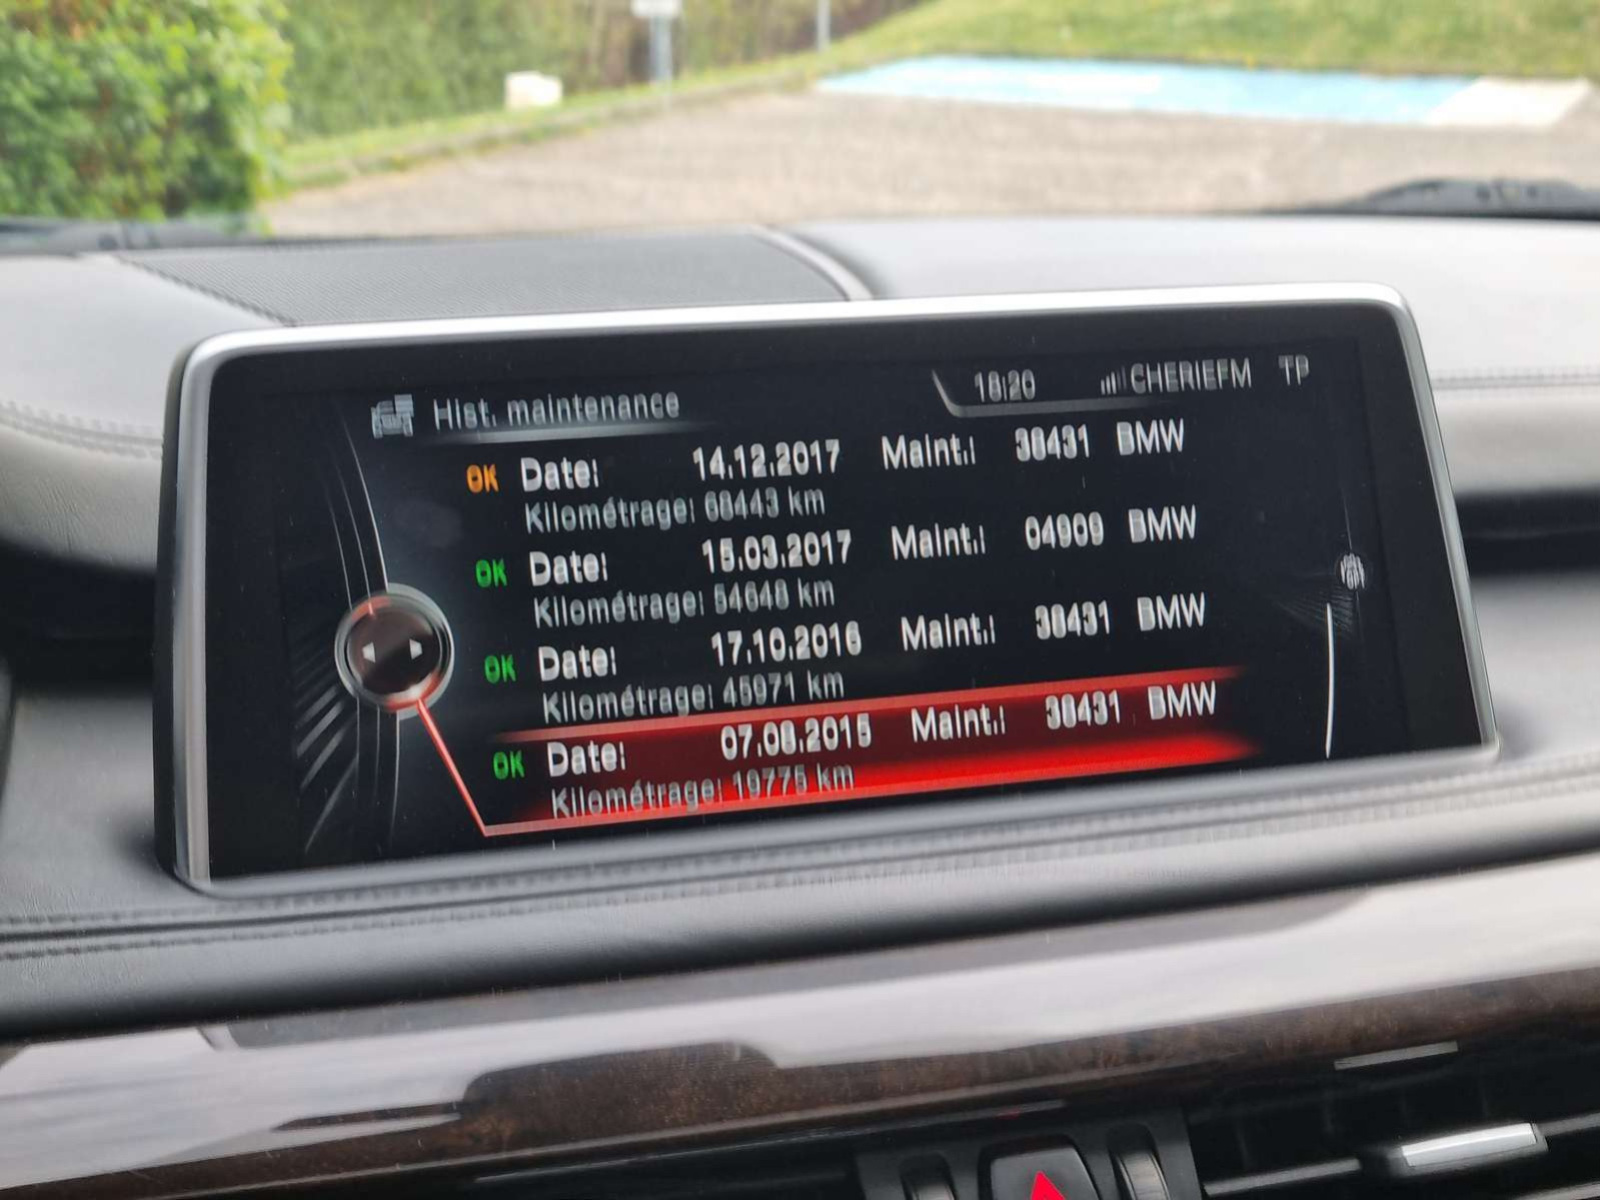 Hist. maintenance 18:20 CHERIEFM TP
OK Date: 14.12.2017 Maint.: 38431 BMW
Kilométrage: 68443 km
OK Date: 15.03.2017 Maint.: 04909 BMW
Kilométrage: 54648 km
OK Date: 17.10.2016 Maint.: 38431 BMW
Kilométrage: 45971 km
OK Date: 07.08.2015 Maint.: 38431 BMW
Kilométrage: 19775 km